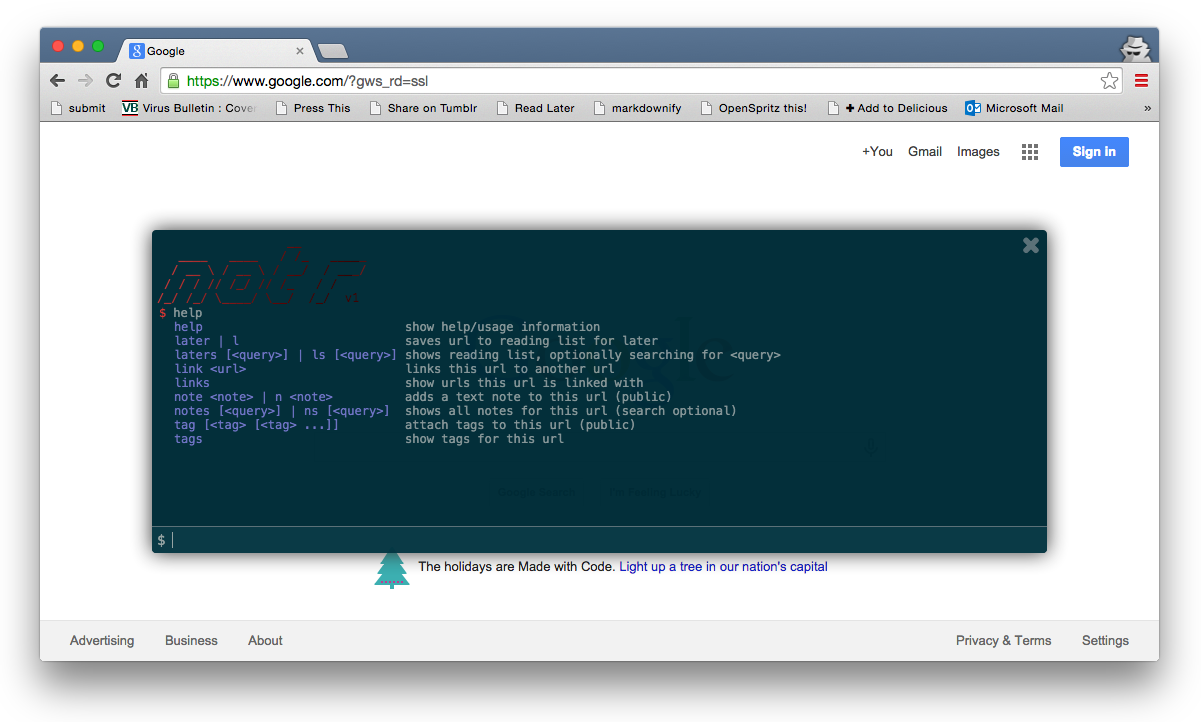 Google
https://www.google.com/?gws_rd=ssl
submit VB Virus Bulletin : Cover Press This Share on Tumblr Read Later markdownify OpenSpritz this! + Add to Delicious Microsoft Mail »
+You Gmail Images Sign in
notr v1
$ help
help show help/usage information
later | l saves url to reading list for later
laters [<query>] | ls [<query>] shows reading list, optionally searching for <query>
link <url> links this url to another url
links show urls this url is linked with
note <note> | n <note> adds a text note to this url (public)
notes [<query>] | ns [<query>] shows all notes for this url (search optional)
tag [<tag> [<tag> ...]] attach tags to this url (public)
tags show tags for this url
Google Search I'm Feeling Lucky
$
The holidays are Made with Code. Light up a tree in our nation's capital
Advertising Business About Privacy & Terms Settings